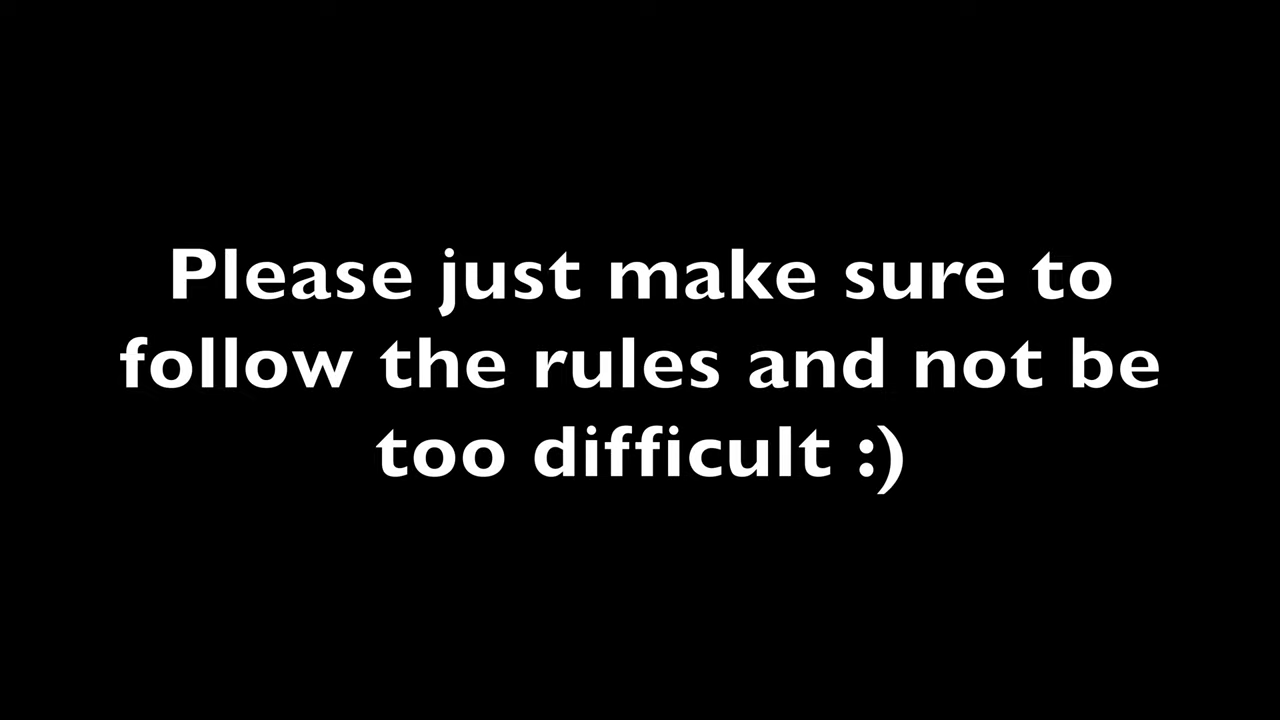 Please just make sure to
follow the rules and not be
too difficult :)